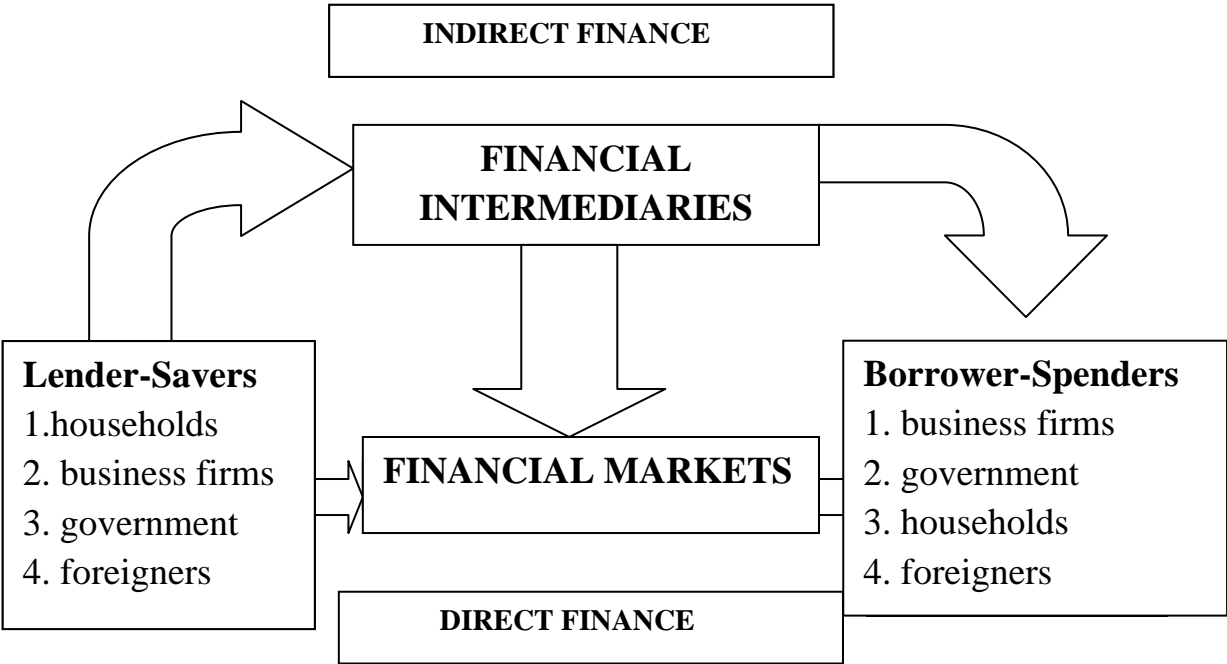 INDIRECT FINANCE
FINANCIAL
INTERMEDIARIES
Lender-Savers
1.households
2. business firms
3. government
4. foreigners
FINANCIAL MARKETS
Borrower-Spenders
1. business firms
2. government
3. households
4. foreigners
DIRECT FINANCE